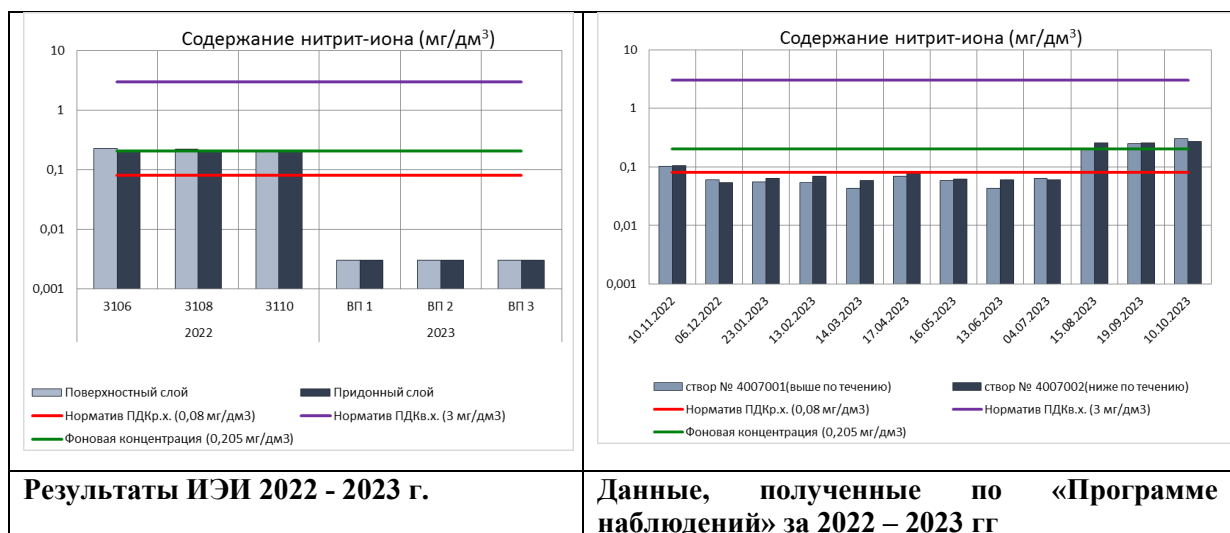 Содержание нитрит-иона (мг/дм³)
10
1
0,1
0,01
0,001
3106
3108
3110
ВП 1
ВП 2
ВП 3
2022
2023
Поверхностный слой
Придонный слой
Норматив ПДКр.х. (0,08 мг/дм3)
Норматив ПДКв.х. (3 мг/дм3)
Фоновая концентрация (0,205 мг/дм3)
Результаты ИЭИ 2022 - 2023 г.
Содержание нитрит-иона (мг/дм³)
10
1
0,1
0,01
0,001
10.11.2022
06.12.2022
23.01.2023
13.02.2023
14.03.2023
17.04.2023
16.05.2023
13.06.2023
04.07.2023
15.08.2023
19.09.2023
10.10.2023
створ № 4007001(выше по течению)
створ № 4007002(ниже по течению)
Норматив ПДКр.х. (0,08 мг/дм3)
Норматив ПДКв.х. (3 мг/дм3)
Фоновая концентрация (0,205 мг/дм3)
Данные, полученные по «Программе
наблюдений» за 2022 – 2023 гг